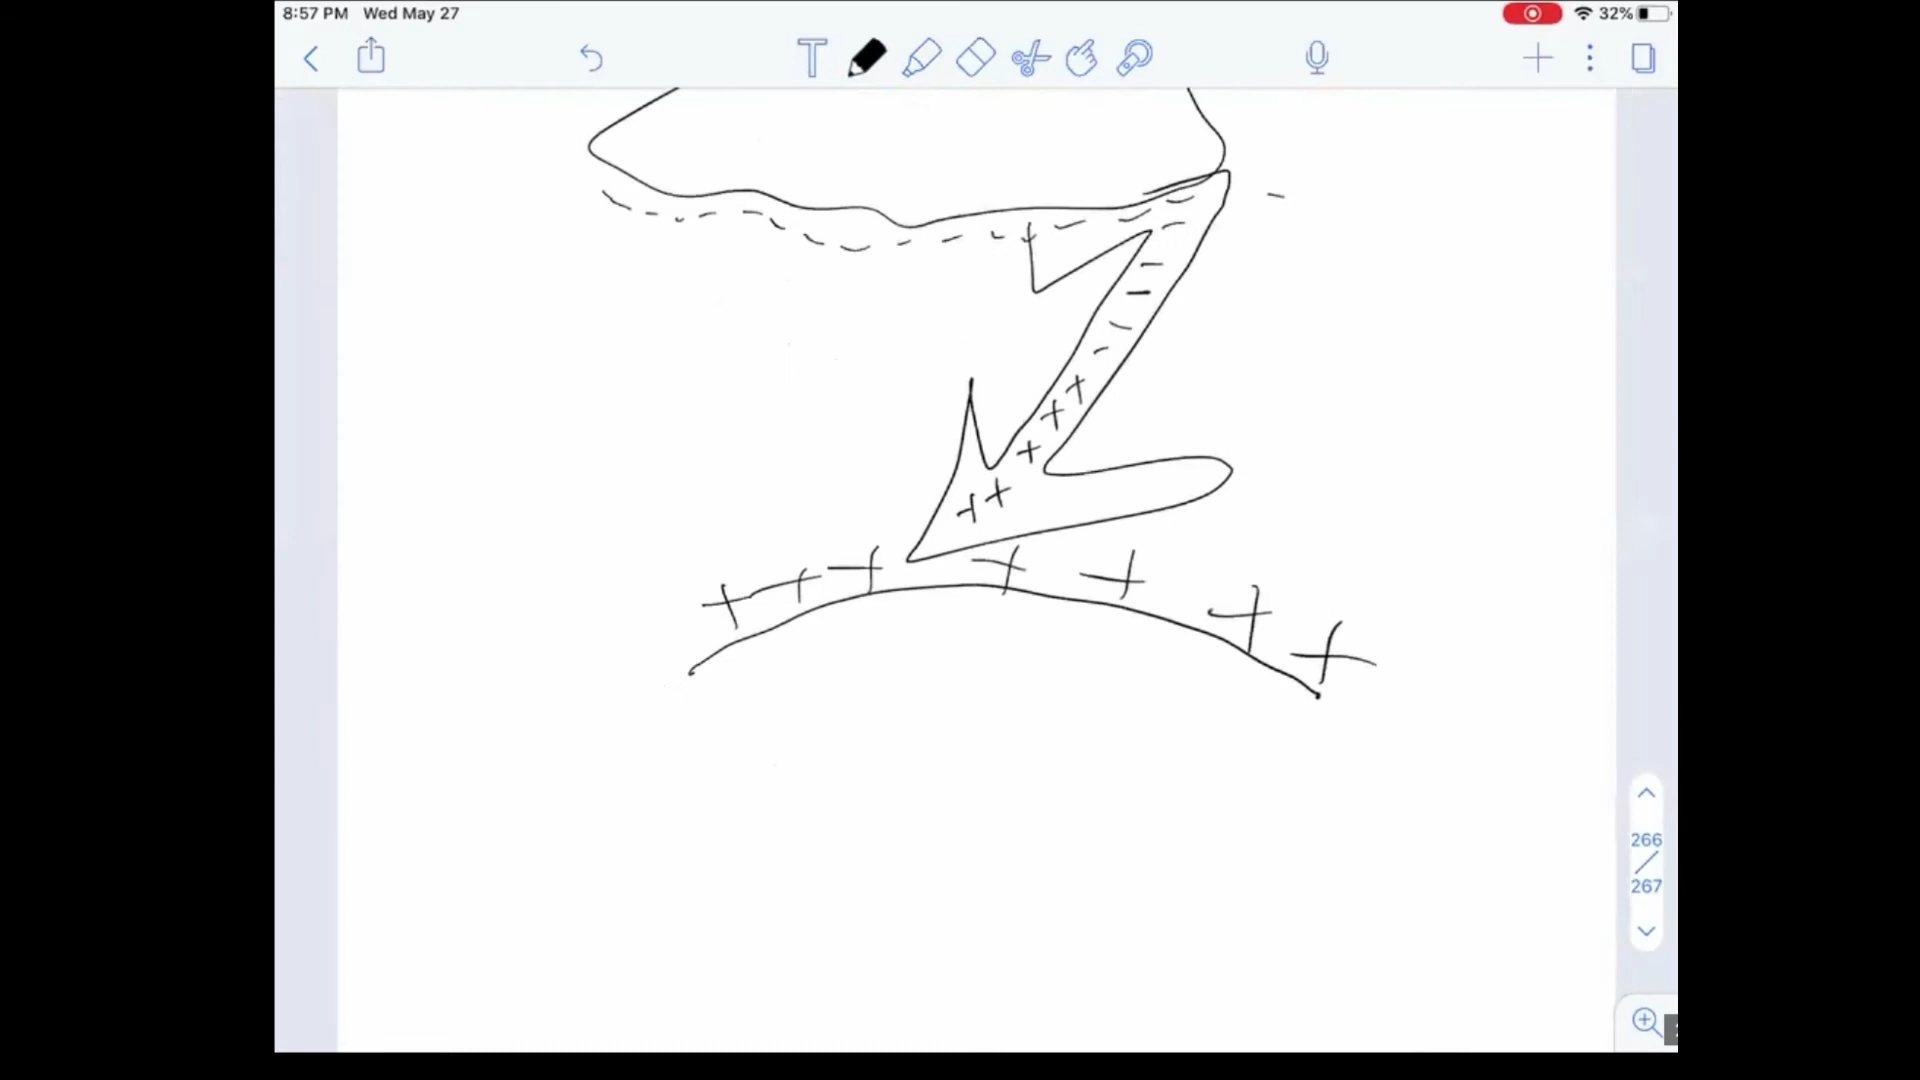 8:57 PM Wed May 27 32%
T
- -
- - - -
+ + +
+ +
+ + + + + + +
266
267